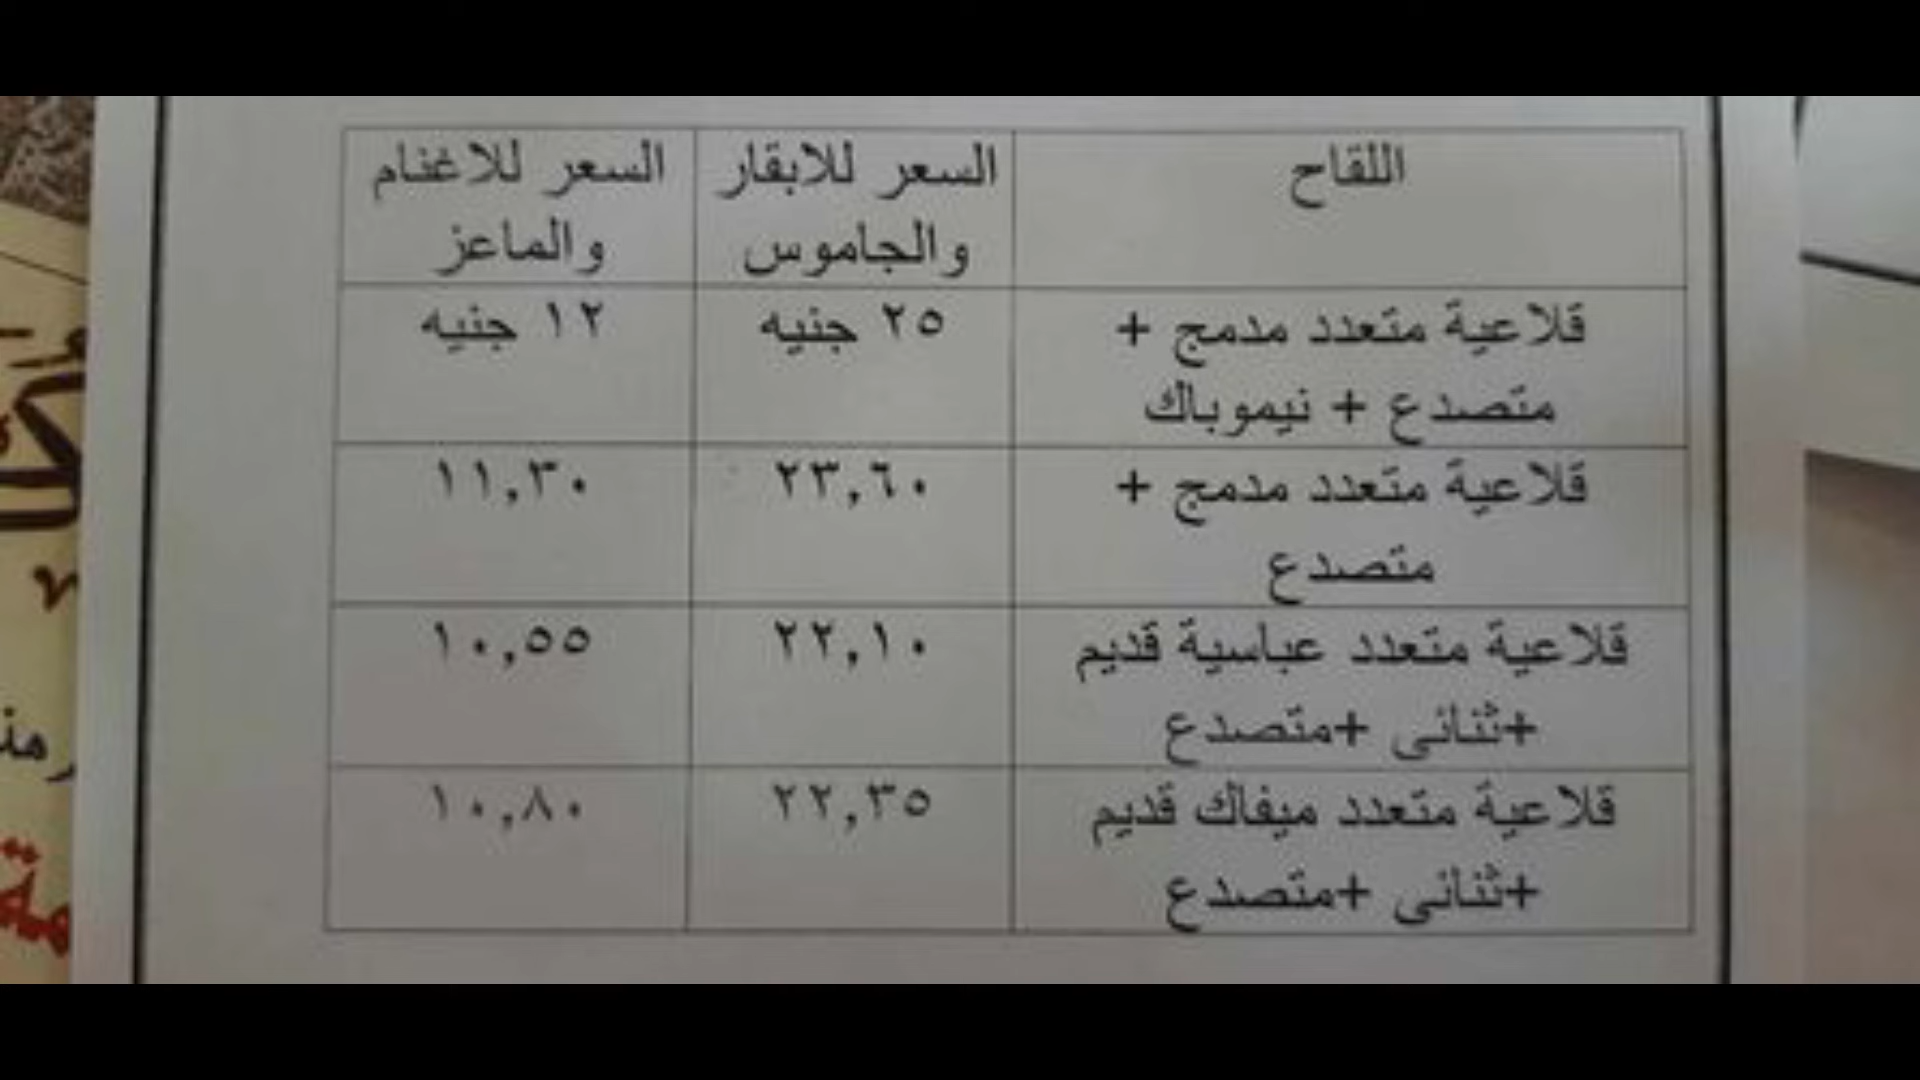 اللقاح
السعر للابقار
والجاموس
السعر للاغنام
والماعز
قلاعية متعدد مدمج +
متصدع + نيموباك
٢٥ جنيه
١٢ جنيه
قلاعية متعدد مدمج +
متصدع
٢٣,٦٠
١١,٣٠
قلاعية متعدد عباسية قديم
+ثنائى +متصدع
٢٢,١٠
١٠,٥٥
قلاعية متعدد ميفاك قديم
+ثنائى +متصدع
٢٢,٣٥
١٠,٨٠